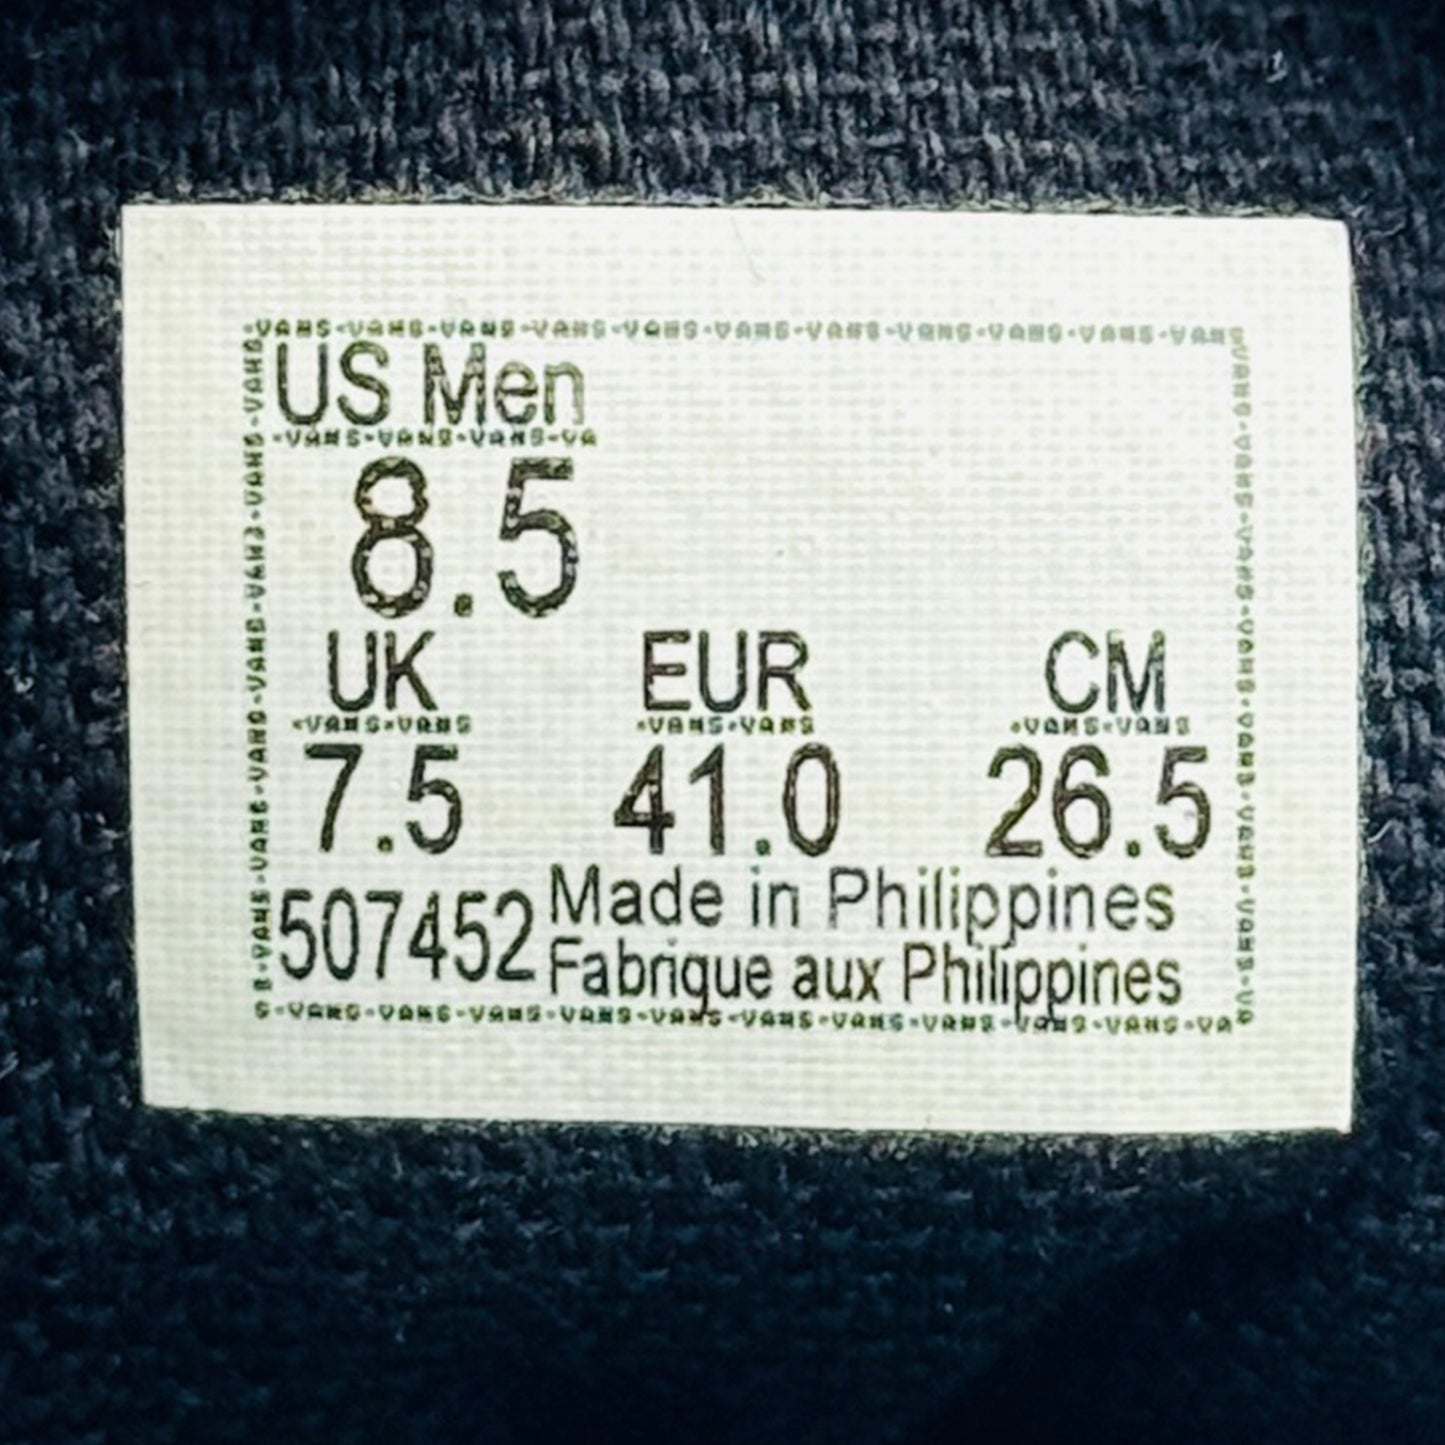 US Men
8.5
UK EUR CM
7.5 41.0 26.5
507452 Made in Philippines
Fabrique aux Philippines